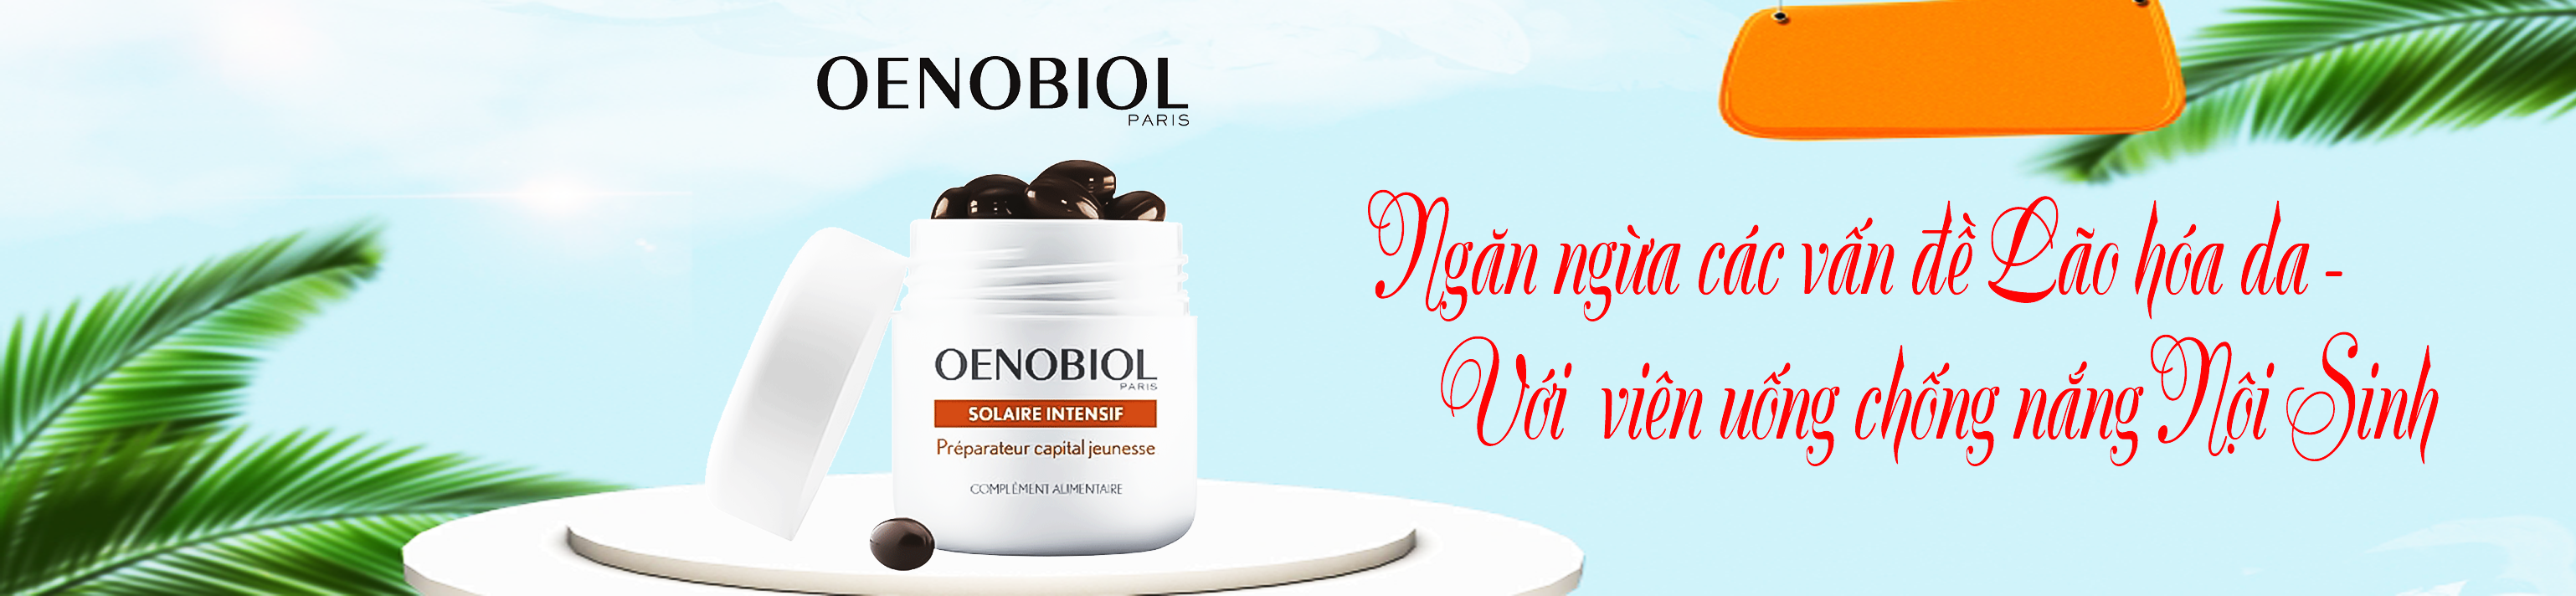 OENOBIOL
PARIS
OENOBIOL
PARIS
SOLAIRE INTENSIF
Préparateur capital jeunesse
COMPLÉMENT ALIMENTAIRE
Ngăn ngừa các vấn đề Lão hóa da -
Với viên uống chống nắng Nội Sinh